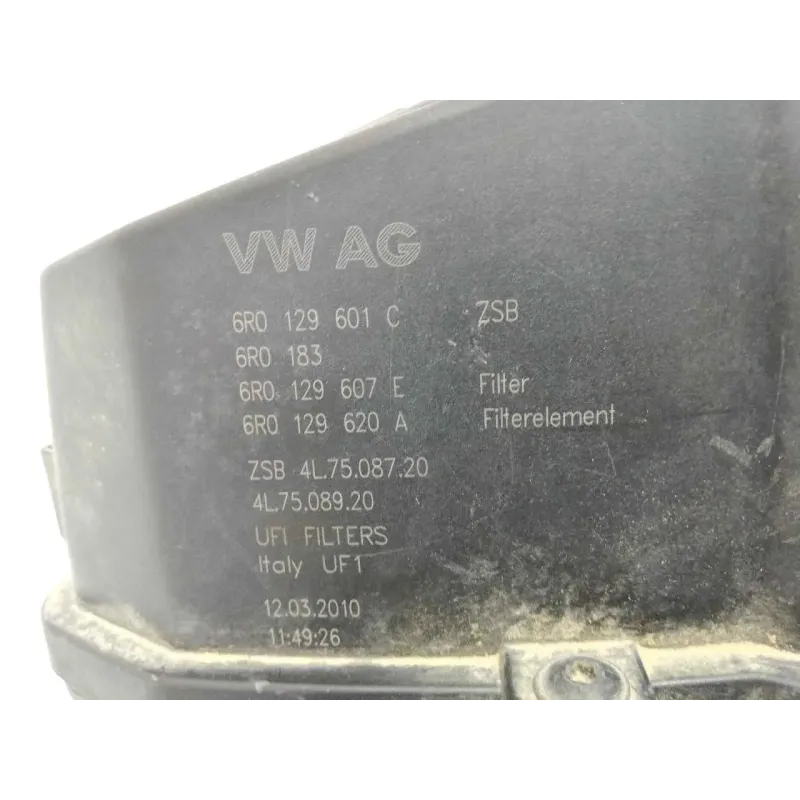 VW AG
6R0 129 601 C ZSB
6R0 183
6R0 129 607 E Filter
6R0 129 620 A Filterelement
ZSB 4L.75.087.20
4L.75.089.20
UFI FILTERS
Italy UF1
12.03.2010
11:49:26